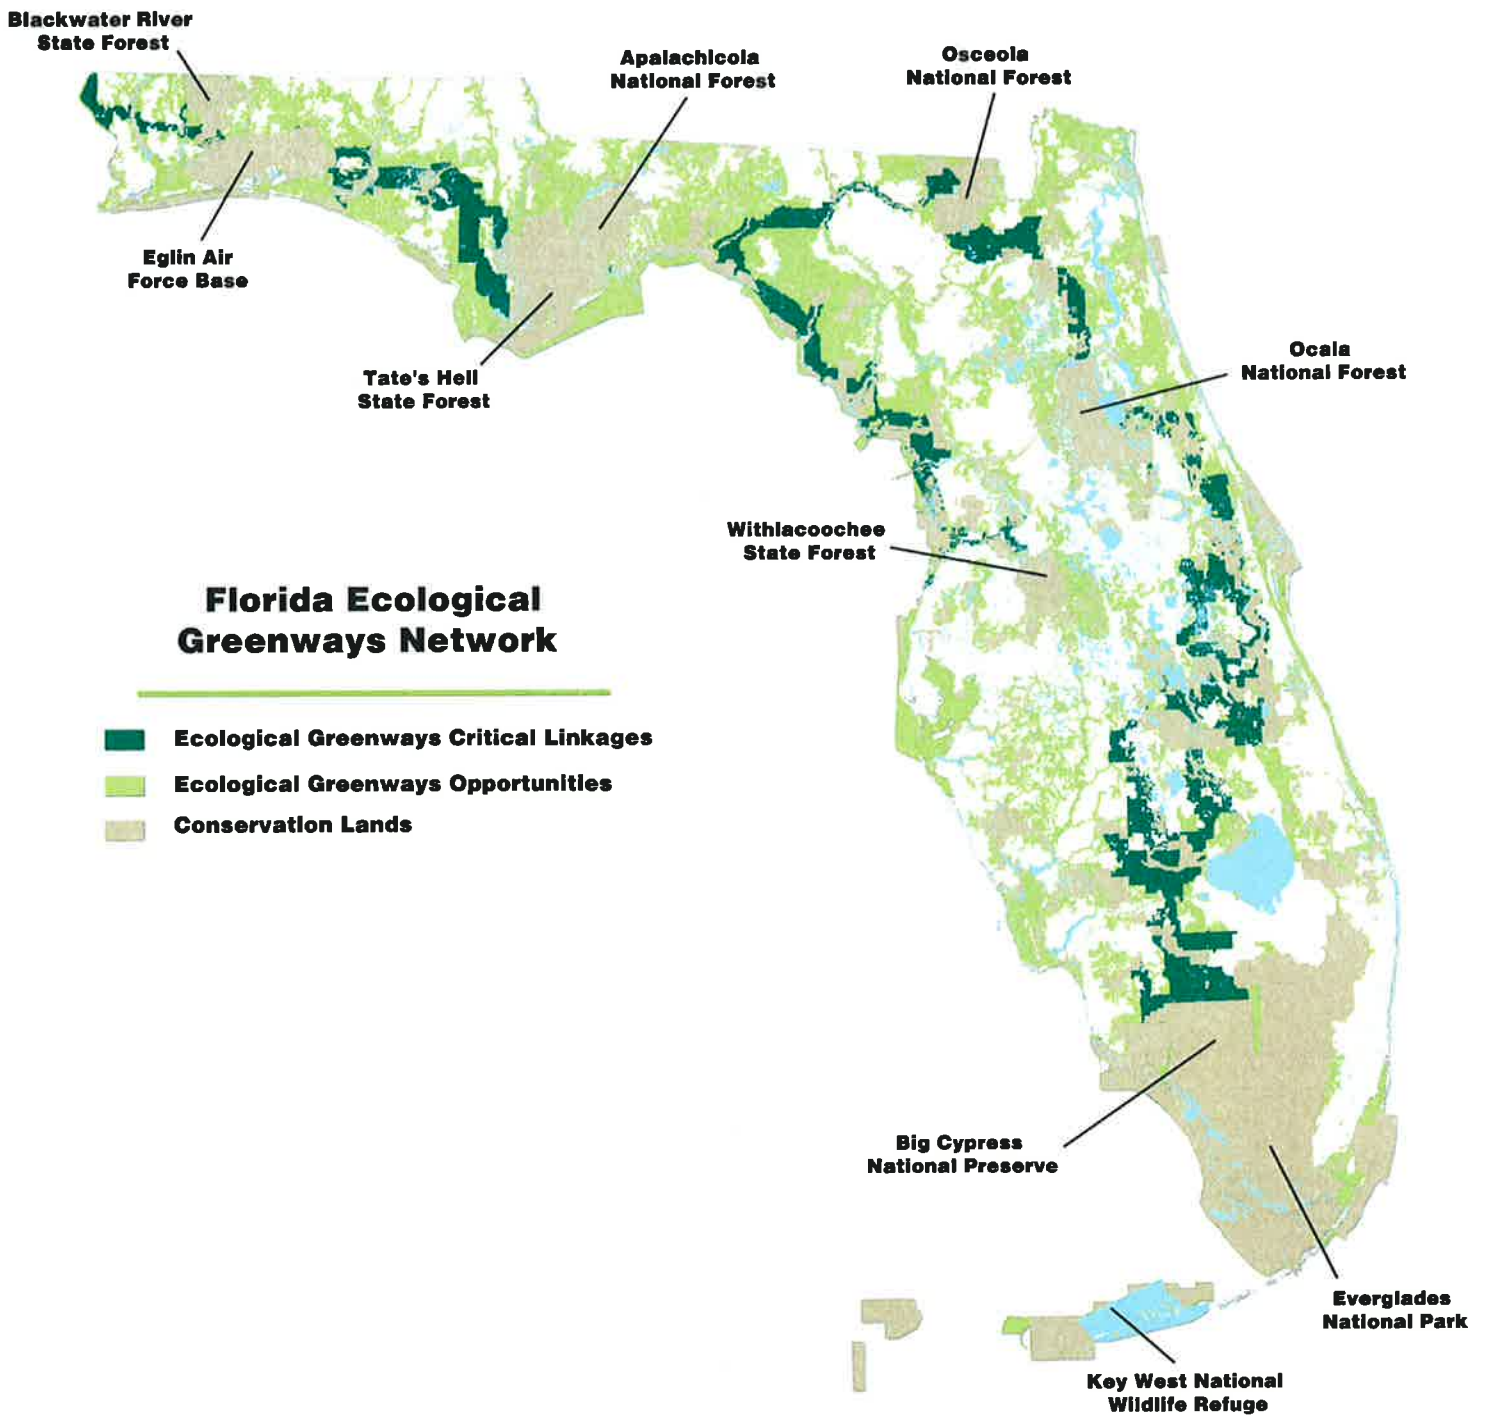 Blackwater River
State Forest
Apalachicola
National Forest
Osceola
National Forest
Eglin Air
Force Base
Tate's Hell
State Forest
Ocala
National Forest
Withlacoochee
State Forest
Florida Ecological
Greenways Network
Ecological Greenways Critical Linkages
Ecological Greenways Opportunities
Conservation Lands
Big Cypress
National Preserve
Everglades
National Park
Key West National
Wildlife Refuge